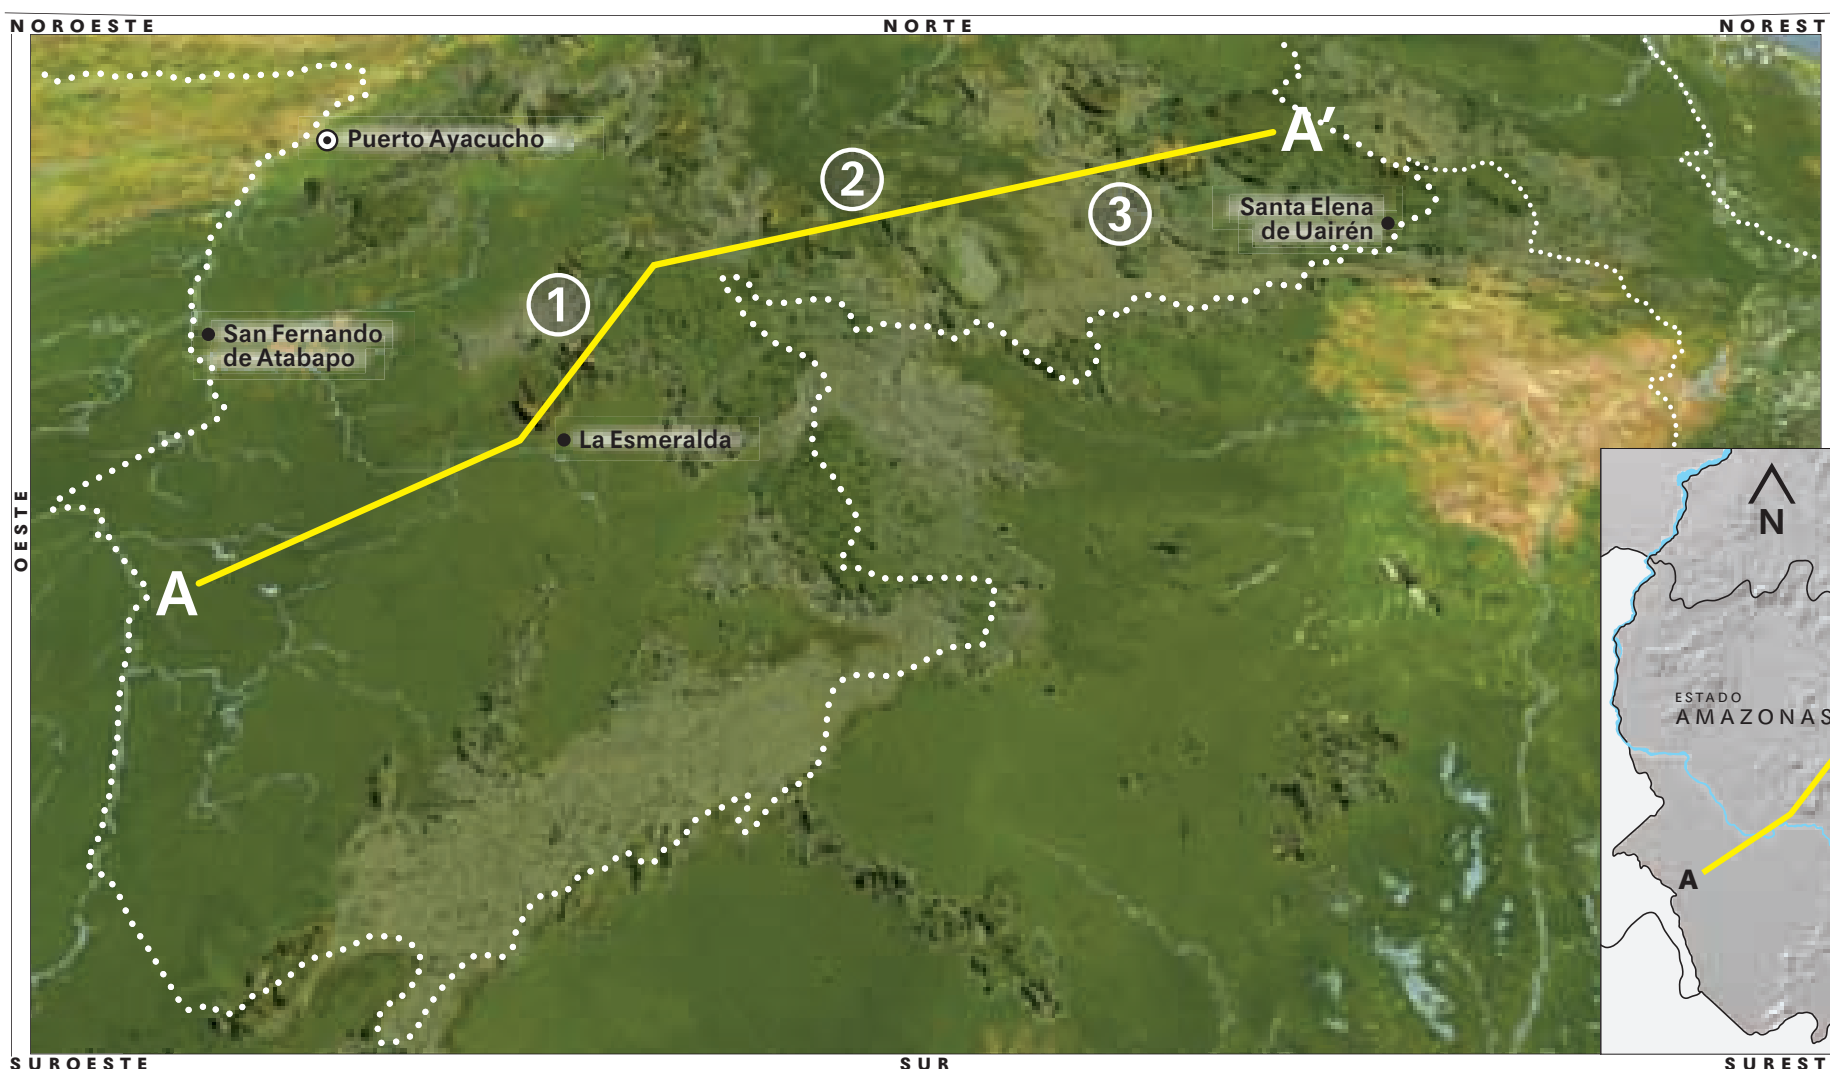 NOROESTE
NORTE
NOREST
Puerto Ayacucho
A′
2
3
Santa Elena
de Uairén
1
San Fernando
de Atabapo
La Esmeralda
OESTE
A
N
ESTADO
AMAZONAS
A
SUROESTE
SUR
SUREST